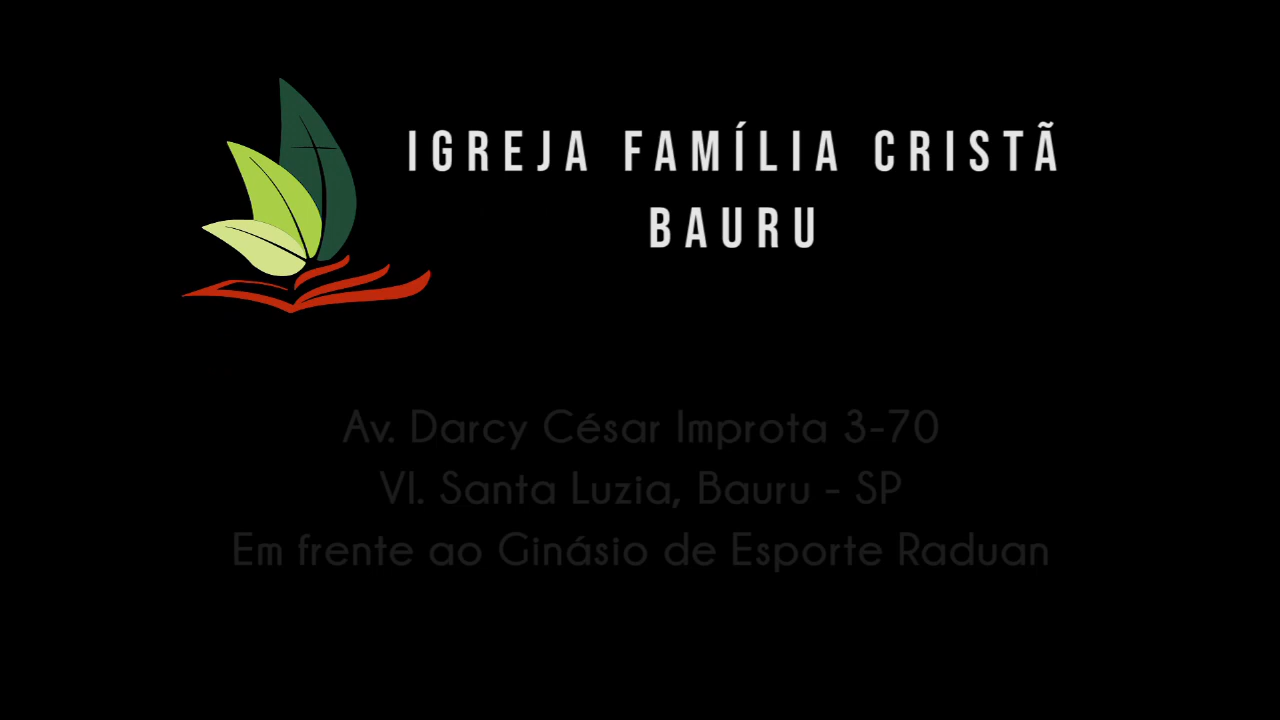 IGREJA FAMÍLIA CRISTÃ
BAURU
Av. Darcy César Improta 3-70
Vl. Santa Luzia, Bauru - SP
Em frente ao Ginásio de Esporte Raduan